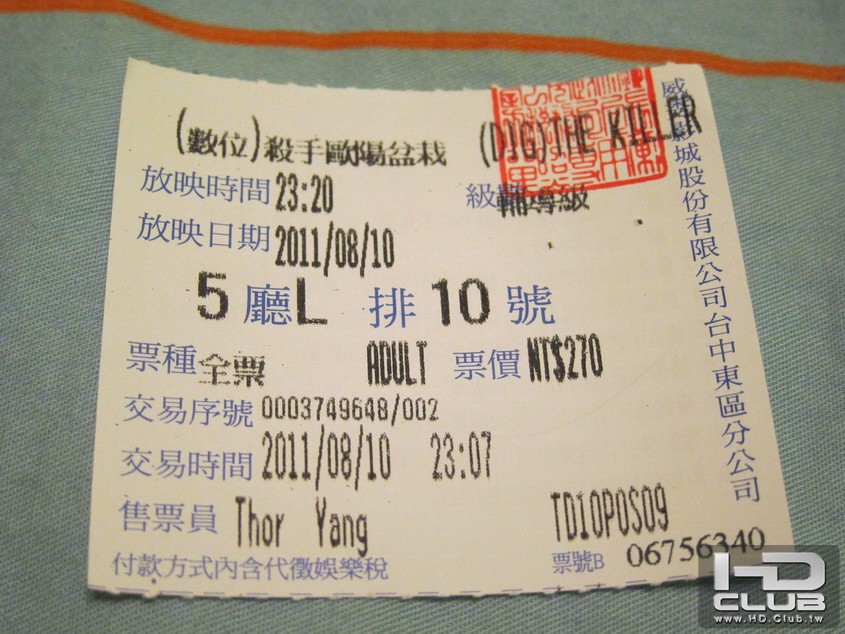 (數位)殺手歐陽盆栽 (DIG)THE KILLER
放映時間 23:20 級 輔導級
放映日期 2011/08/10
5 廳 L 排 10 號
票種 全票 ADULT 票價 NT$270
交易序號 0003749648/002
交易時間 2011/08/10 23:07
售票員 Thor Yang TD10POS09
付款方式內含代徵娛樂稅 票號B 06756340
威秀影城股份有限公司台中東區分公司
HD CLUB
www.HD.Club.tw